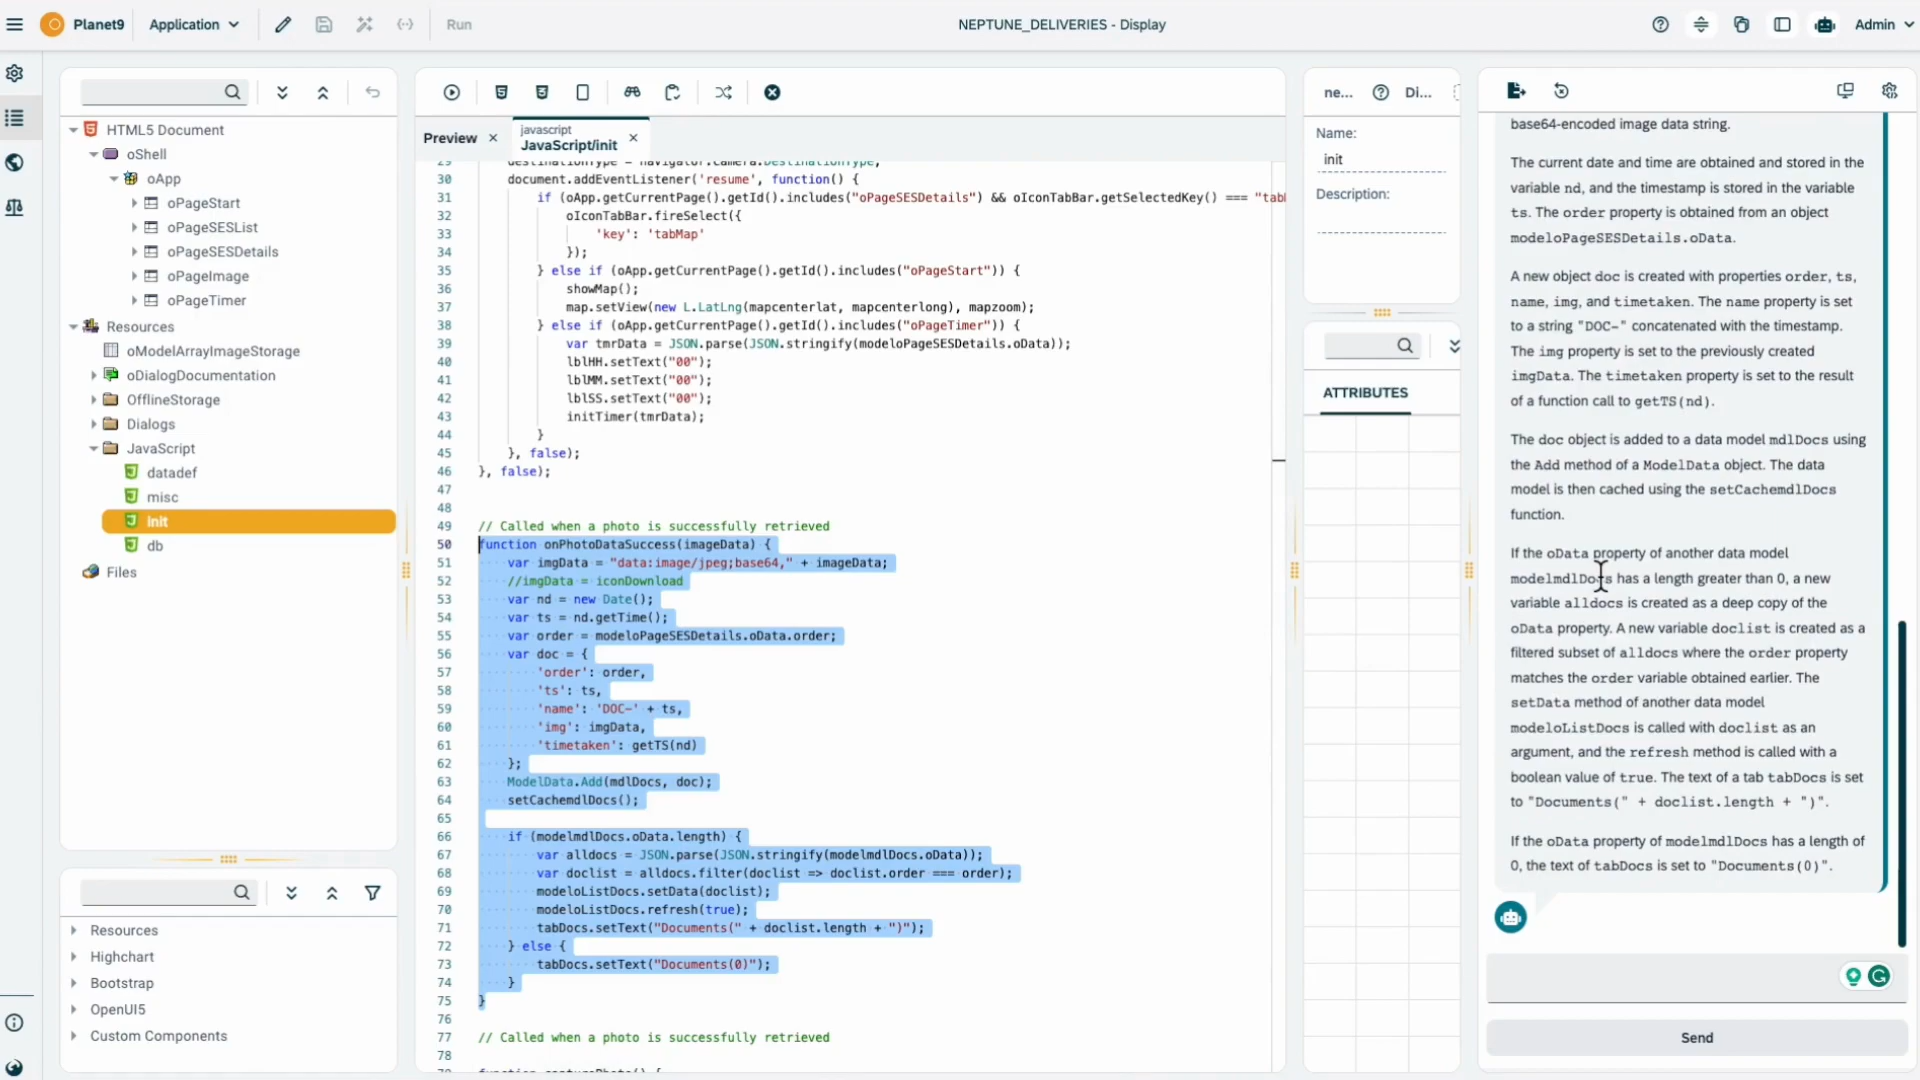 Planet9
Application
Run
NEPTUNE_DELIVERIES - Display
Admin
HTML5 Document
oShell
oApp
oPageStart
oPageSESList
oPageSESDetails
oPageImage
oPageTimer
Resources
oModelArrayImageStorage
oDialogDocumentation
OfflineStorage
Dialogs
JavaScript
datadef
misc
init
db
Files
Resources
Highchart
Bootstrap
OpenUI5
Custom Components
Preview
javascript
JavaScript/init
29 destinationType = navigator.camera.DestinationType;
30 document.addEventListener('resume', function() {
31 if (oApp.getCurrentPage().getId().includes("oPageSESDetails") && oIconTabBar.getSelectedKey() === "tab
32 oIconTabBar.fireSelect({
33 'key': 'tabMap'
34 });
35 } else if (oApp.getCurrentPage().getId().includes("oPageStart")) {
36 showMap();
37 map.setView(new L.LatLng(mapcenterlat, mapcenterlong), mapzoom);
38 } else if (oApp.getCurrentPage().getId().includes("oPageTimer")) {
39 var tmrData = JSON.parse(JSON.stringify(modeloPageSESDetails.oData));
40 lblHH.setText("00");
41 lblMM.setText("00");
42 lblSS.setText("00");
43 initTimer(tmrData);
44 }
45 }, false);
46 }, false);
47
48
49 // Called when a photo is successfully retrieved
50 function onPhotoDataSuccess(imageData) {
51 var imgData = "data:image/jpeg;base64," + imageData;
52 //imgData = iconDownload
53 var nd = new Date();
54 var ts = nd.getTime();
55 var order = modeloPageSESDetails.oData.order;
56 var doc = {
57 'order': order,
58 'ts': ts,
59 'name': 'DOC-' + ts,
60 'img': imgData,
61 'timetaken': getTS(nd)
62 };
63 ModelData.Add(mdlDocs, doc);
64 setCachemdlDocs();
65
66 if (modelmdlDocs.oData.length) {
67 var alldocs = JSON.parse(JSON.stringify(modelmdlDocs.oData));
68 var doclist = alldocs.filter(doclist => doclist.order === order);
69 modeloListDocs.setData(doclist);
70 modeloListDocs.refresh(true);
71 tabDocs.setText("Documents(" + doclist.length + ")");
72 } else {
73 tabDocs.setText("Documents(0)");
74 }
75 }
76
77 // Called when a photo is successfully retrieved
78
ne... Di...
Name:
init
Description:
ATTRIBUTES
base64-encoded image data string.
The current date and time are obtained and stored in the
variable nd, and the timestamp is stored in the variable
ts. The order property is obtained from an object
modeloPageSESDetails.oData.
A new object doc is created with properties order, ts,
name, img, and timetaken. The name property is set
to a string "DOC-" concatenated with the timestamp.
The img property is set to the previously created
imgData. The timetaken property is set to the result
of a function call to getTS(nd).
The doc object is added to a data model mdlDocs using
the Add method of a ModelData object. The data
model is then cached using the setCachemdlDocs
function.
If the oData property of another data model
modelmdlDocs has a length greater than 0, a new
variable alldocs is created as a deep copy of the
oData property. A new variable doclist is created as a
filtered subset of alldocs where the order property
matches the order variable obtained earlier. The
setData method of another data model
modeloListDocs is called with doclist as an
argument, and the refresh method is called with a
boolean value of true. The text of a tab tabDocs is set
to "Documents(" + doclist.length + ")".
If the oData property of modelmdlDocs has a length of
0, the text of tabDocs is set to "Documents(0)".
Send